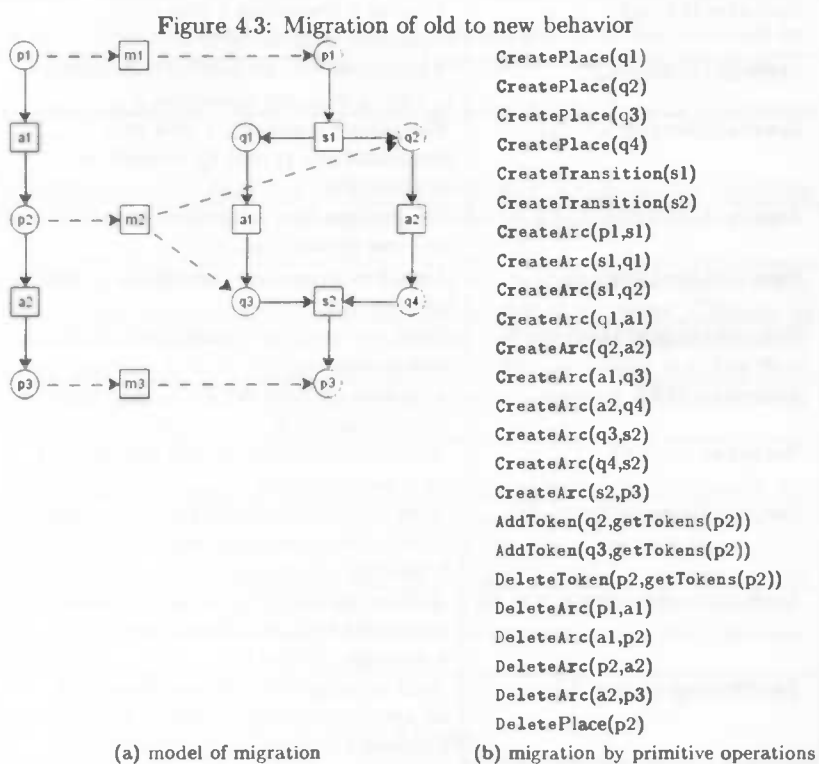 Figure 4.3: Migration of old to new behavior
p1
m1
p1
a1
q1
s1
q2
p2
m2
a1
a2
a2
q3
s2
q4
p3
m3
p3
CreatePlace(q1)
CreatePlace(q2)
CreatePlace(q3)
CreatePlace(q4)
CreateTransition(s1)
CreateTransition(s2)
CreateArc(p1,s1)
CreateArc(s1,q1)
CreateArc(s1,q2)
CreateArc(q1,a1)
CreateArc(q2,a2)
CreateArc(a1,q3)
CreateArc(a2,q4)
CreateArc(q3,s2)
CreateArc(q4,s2)
CreateArc(s2,p3)
AddToken(q2,getTokens(p2))
AddToken(q3,getTokens(p2))
DeleteToken(p2,getTokens(p2))
DeleteArc(p1,a1)
DeleteArc(a1,p2)
DeleteArc(p2,a2)
DeleteArc(a2,p3)
DeletePlace(p2)
(a) model of migration
(b) migration by primitive operations